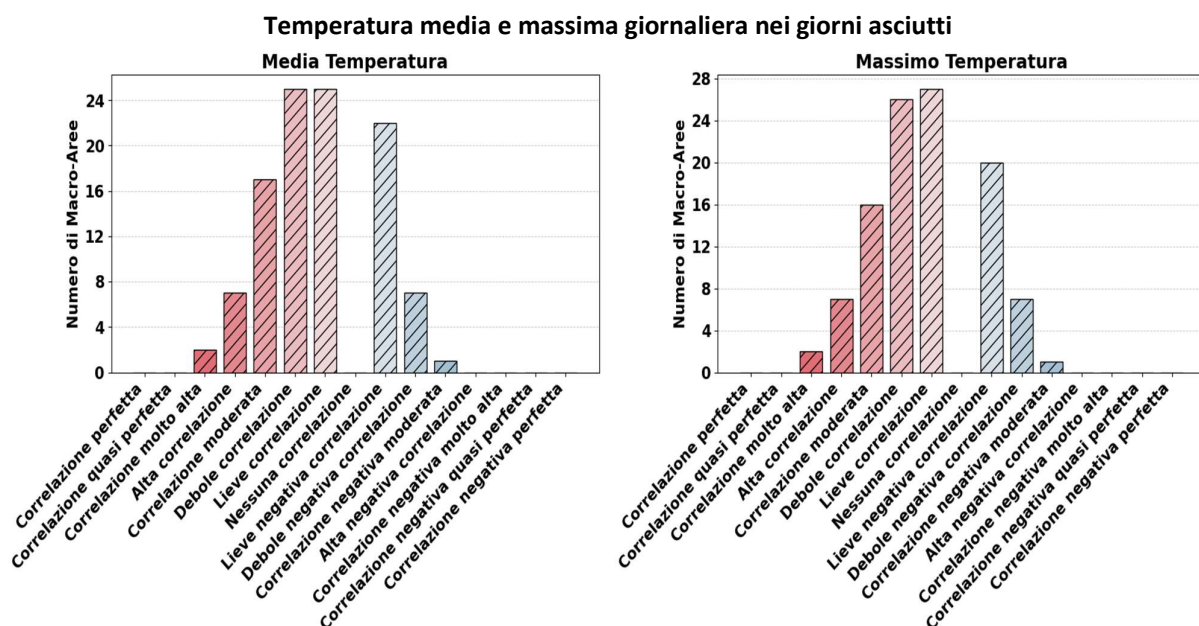 Temperatura media e massima giornaliera nei giorni asciutti
Media Temperatura
Numero di Macro-Aree
24
20
16
12
8
4
0
Correlazione perfetta
Correlazione quasi perfetta
Correlazione molto alta
Alta correlazione
Correlazione moderata
Debole correlazione
Lieve correlazione
Nessuna correlazione
Lieve negativa correlazione
Debole negativa correlazione
Correlazione negativa moderata
Alta negativa correlazione
Correlazione negativa molto alta
Correlazione negativa quasi perfetta
Correlazione negativa perfetta
Massimo Temperatura
Numero di Macro-Aree
28
24
20
16
12
8
4
0
Correlazione perfetta
Correlazione quasi perfetta
Correlazione molto alta
Alta correlazione
Correlazione moderata
Debole correlazione
Lieve correlazione
Nessuna correlazione
Lieve negativa correlazione
Debole negativa correlazione
Correlazione negativa moderata
Alta negativa correlazione
Correlazione negativa molto alta
Correlazione negativa quasi perfetta
Correlazione negativa perfetta